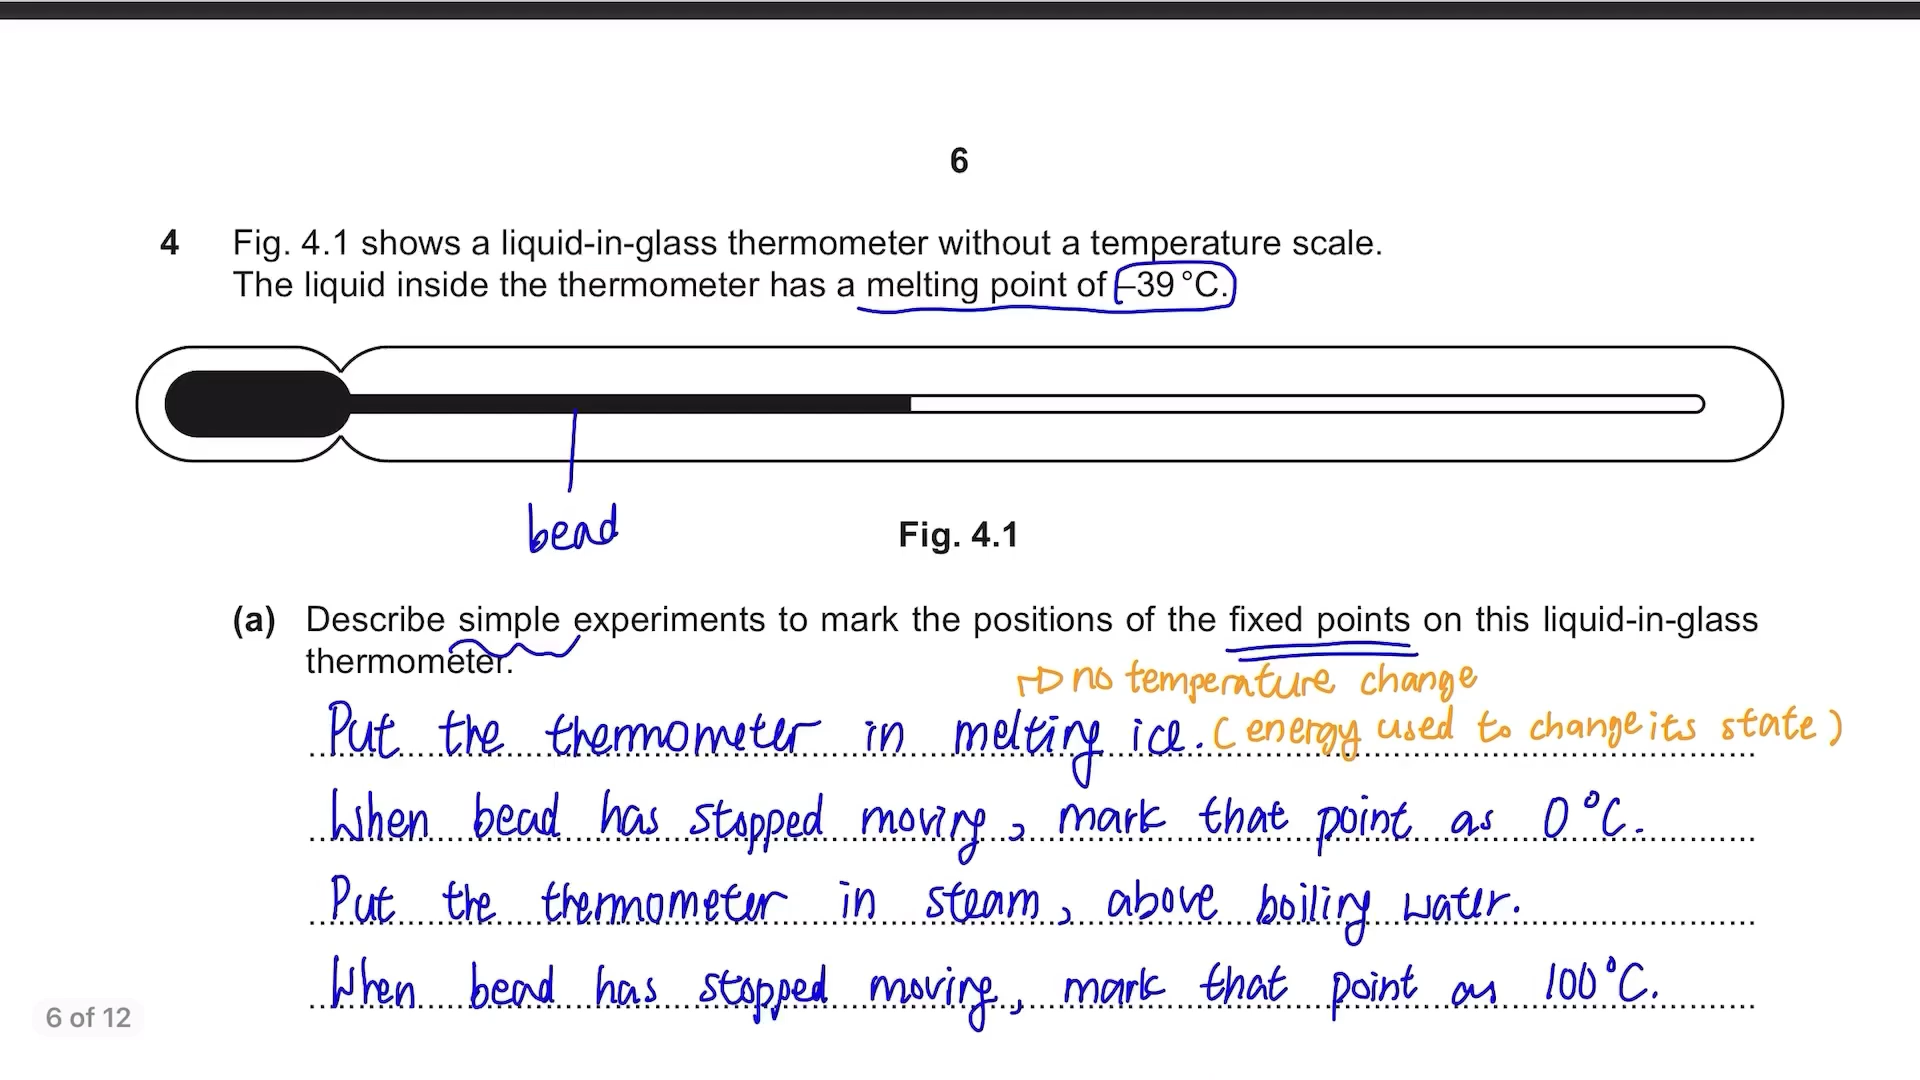 6
4 Fig. 4.1 shows a liquid-in-glass thermometer without a temperature scale.
The liquid inside the thermometer has a melting point of –39 °C.
bead
Fig. 4.1
(a) Describe simple experiments to mark the positions of the fixed points on this liquid-in-glass
thermometer.
no temperature change
Put the thermometer in melting ice. (energy used to change its state)
When bead has stopped moving, mark that point as 0°C.
Put the thermometer in steam, above boiling water.
When bead has stopped moving, mark that point as 100°C.
6 of 12